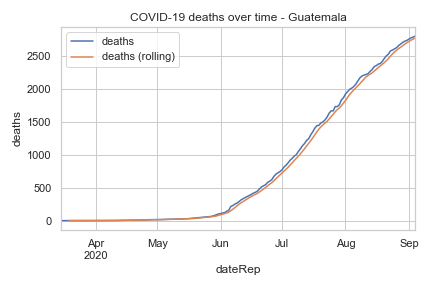 COVID-19 deaths over time - Guatemala
deaths
deaths (rolling)
deaths
2500
2000
1500
1000
500
0
Apr
2020
May
Jun
Jul
Aug
Sep
dateRep